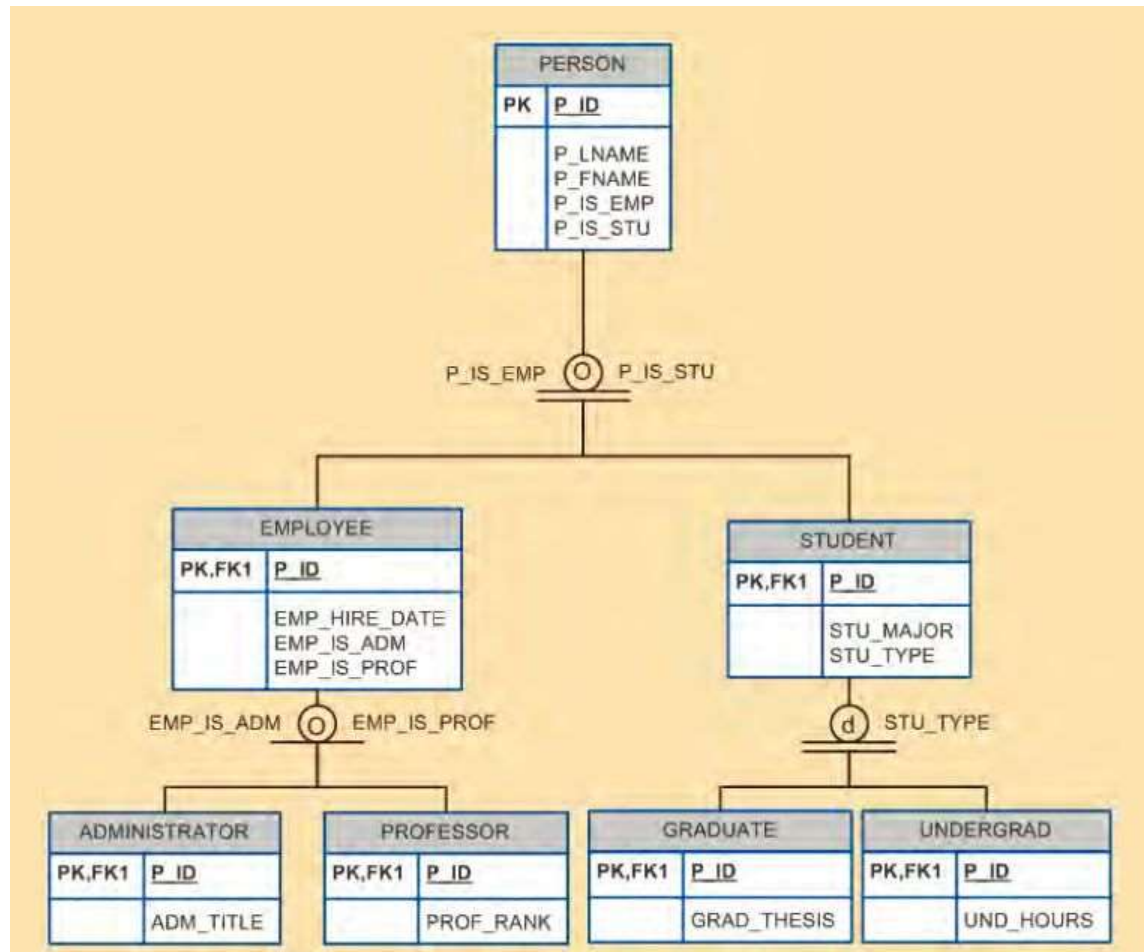 PERSON
PK P_ID
P_LNAME
P_FNAME
P_IS_EMP
P_IS_STU
P_IS_EMP O P_IS_STU
EMPLOYEE
PK,FK1 P_ID
EMP_HIRE_DATE
EMP_IS_ADM
EMP_IS_PROF
STUDENT
PK,FK1 P_ID
STU_MAJOR
STU_TYPE
EMP_IS_ADM O EMP_IS_PROF
d STU_TYPE
ADMINISTRATOR
PK,FK1 P_ID
ADM_TITLE
PROFESSOR
PK,FK1 P_ID
PROF_RANK
GRADUATE
PK,FK1 P_ID
GRAD_THESIS
UNDERGRAD
PK,FK1 P_ID
UND_HOURS